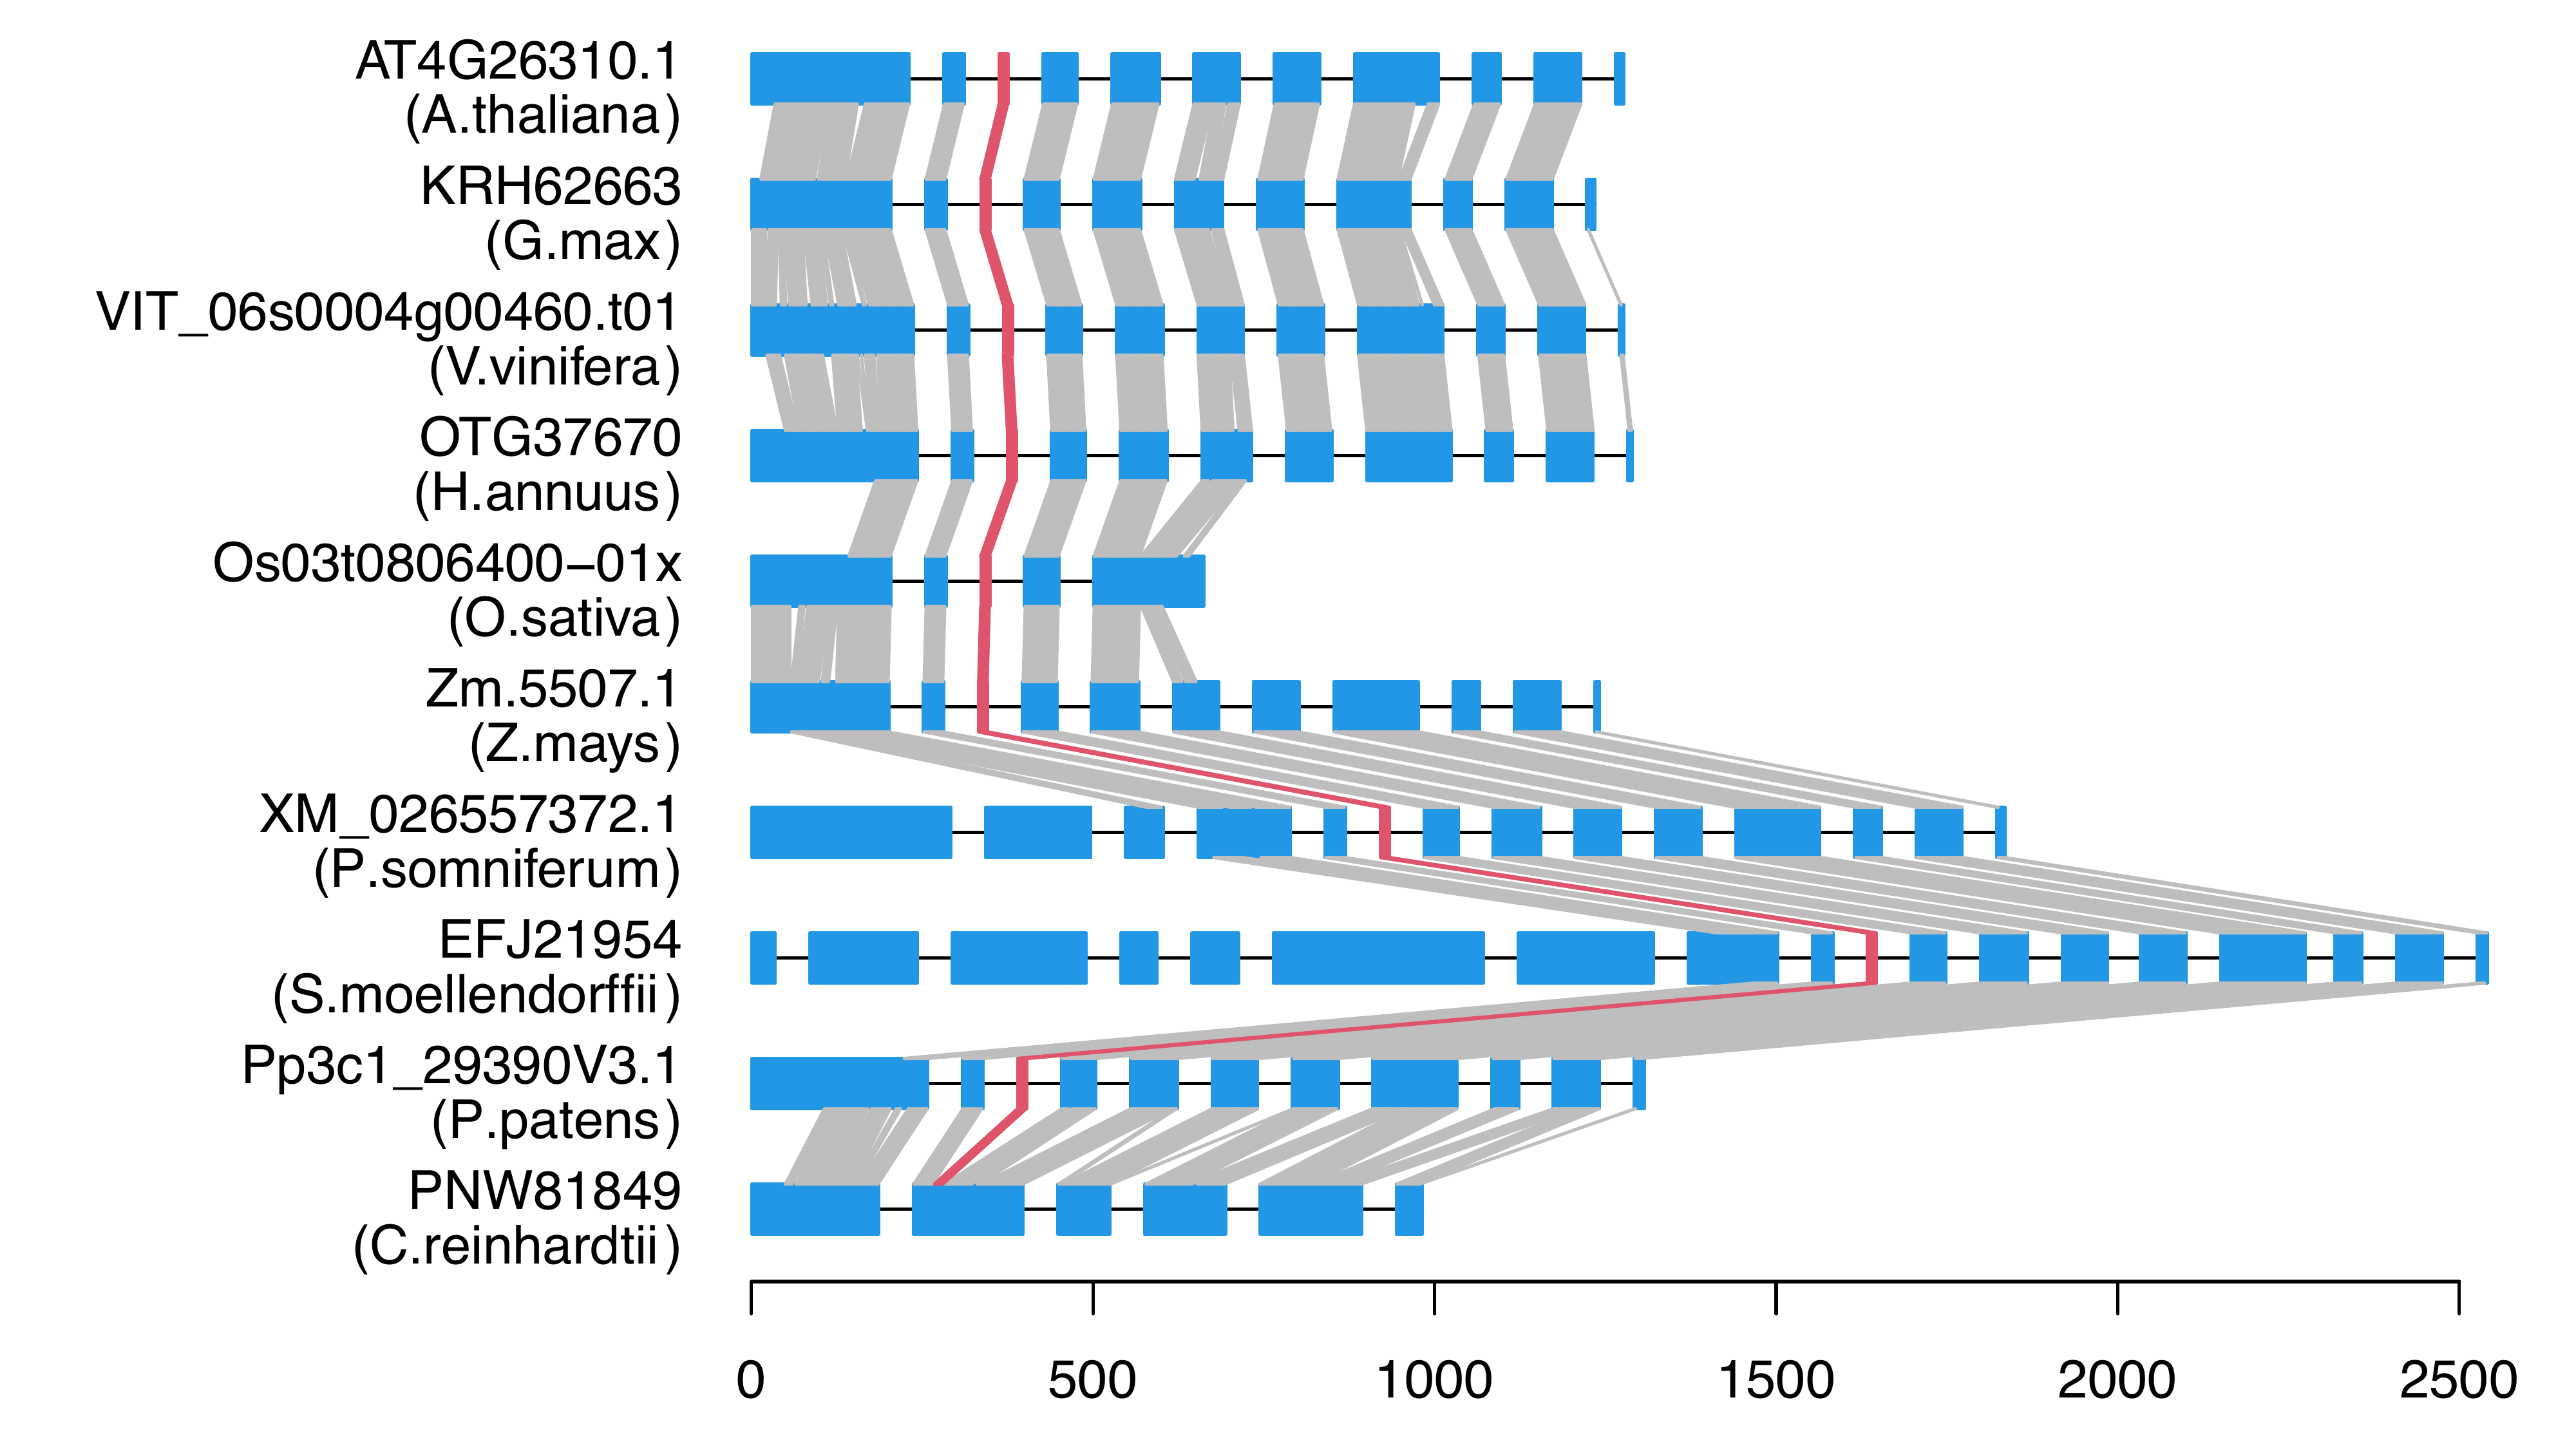 AT4G26310.1
(A.thaliana)
KRH62663
(G.max)
VIT_06s0004g00460.t01
(V.vinifera)
OTG37670
(H.annuus)
Os03t0806400−01x
(O.sativa)
Zm.5507.1
(Z.mays)
XM_026557372.1
(P.somniferum)
EFJ21954
(S.moellendorffii)
Pp3c1_29390V3.1
(P.patens)
PNW81849
(C.reinhardtii)
0 500 1000 1500 2000 2500